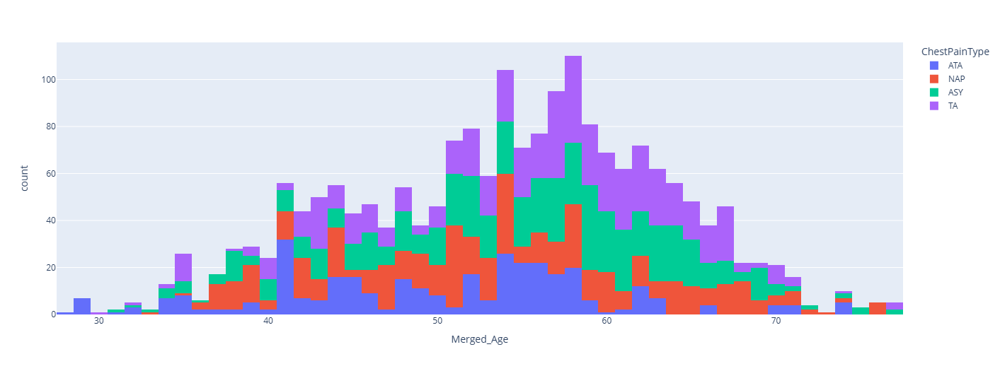 ChestPainType
ATA
NAP
ASY
TA
100
80
60
40
20
0
count
30 40 50 60 70
Merged_Age